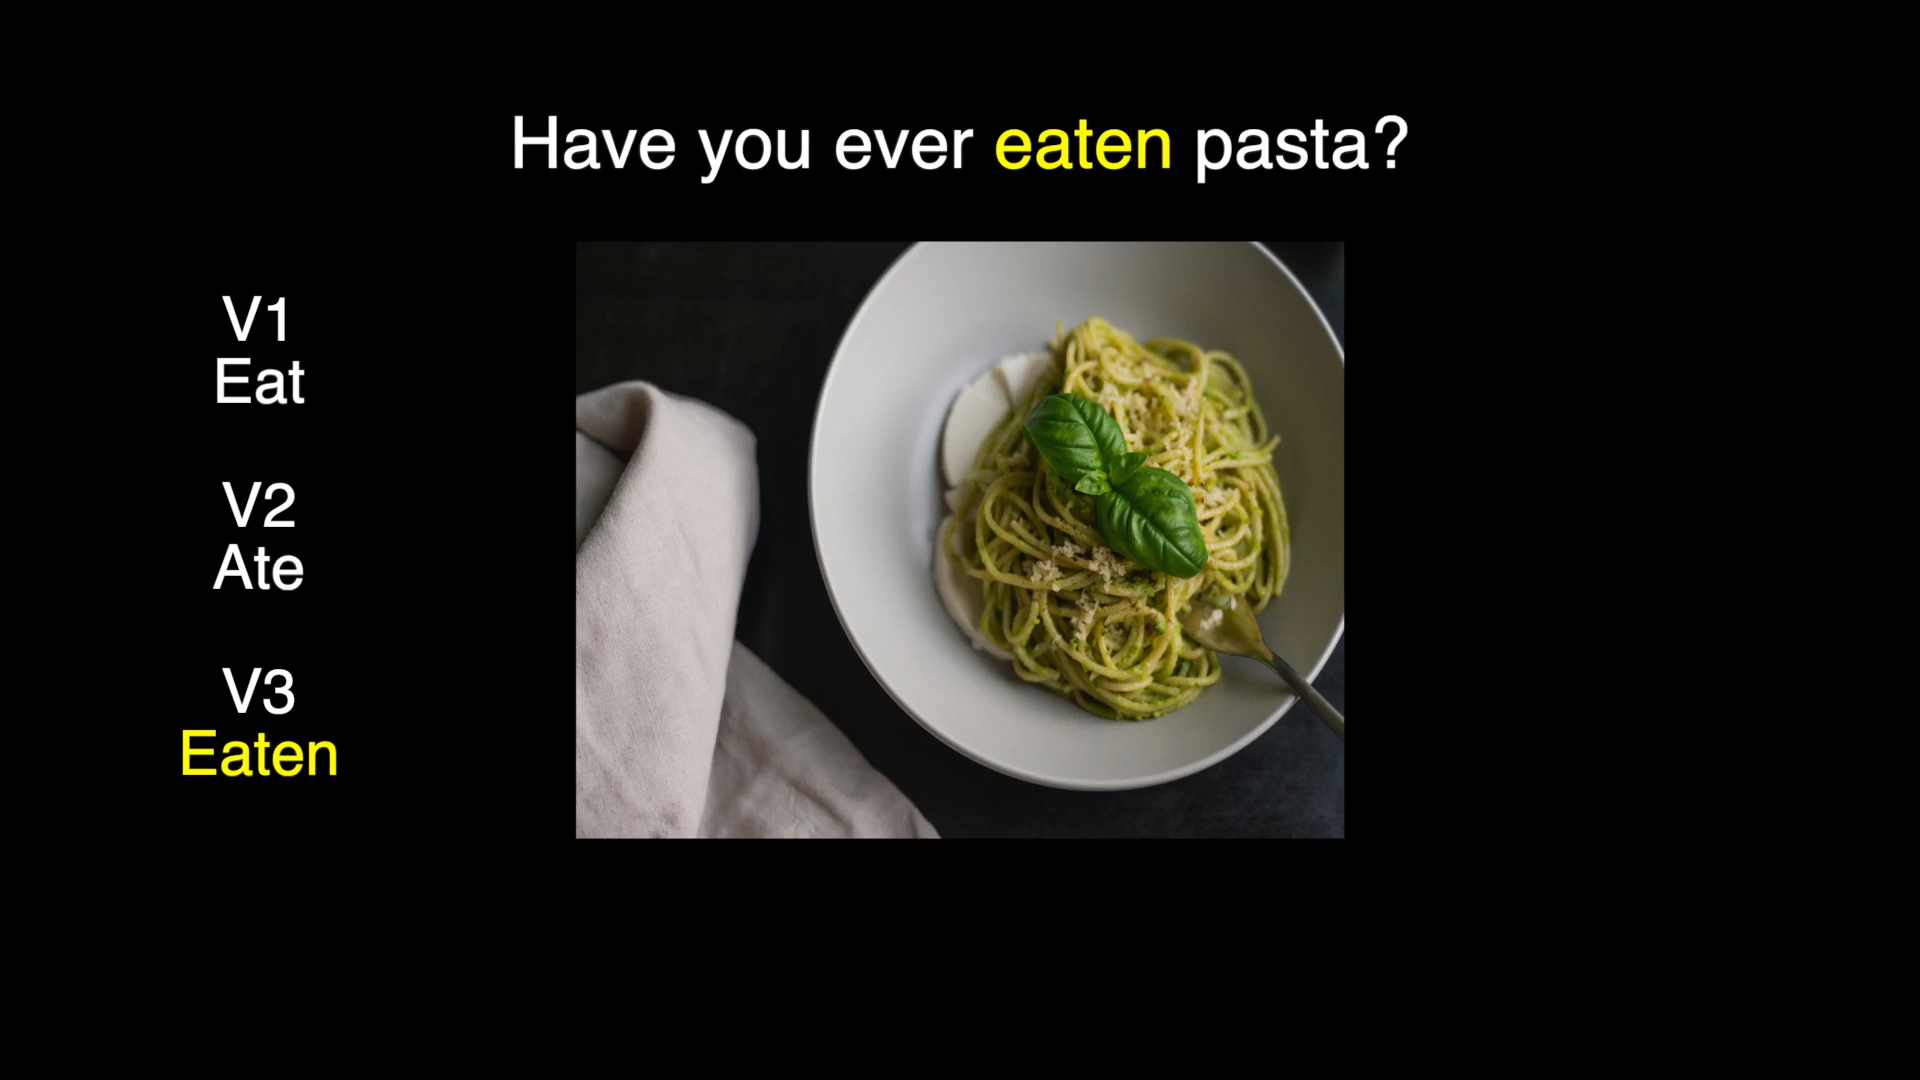 Have you ever eaten pasta?
V1
Eat
V2
Ate
V3
Eaten